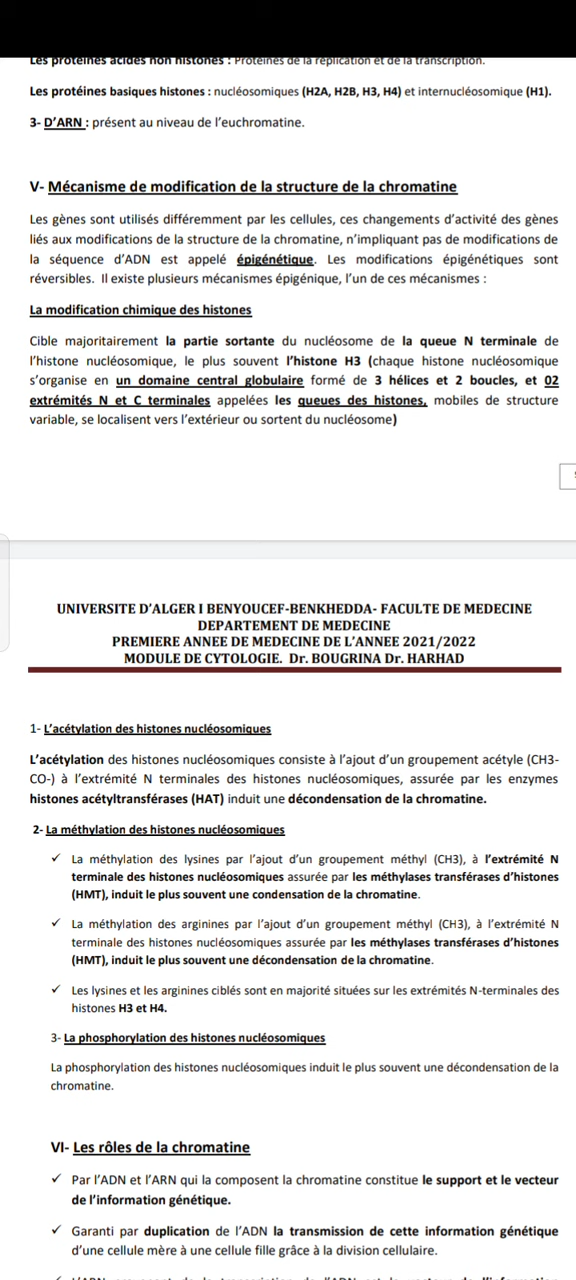 Les protéines acides non histones : Protéines de la réplication et de la transcription.
Les protéines basiques histones : nucléosomiques (H2A, H2B, H3, H4) et internucléosomique (H1).
3- D'ARN : présent au niveau de l'euchromatine.
V- Mécanisme de modification de la structure de la chromatine
Les gènes sont utilisés différemment par les cellules, ces changements d'activité des gènes
liés aux modifications de la structure de la chromatine, n'impliquant pas de modifications de
la séquence d'ADN est appelé épigénétique. Les modifications épigénétiques sont
réversibles. Il existe plusieurs mécanismes épigénique, l'un de ces mécanismes :
La modification chimique des histones
Cible majoritairement la partie sortante du nucléosome de la queue N terminale de
l'histone nucléosomique, le plus souvent l'histone H3 (chaque histone nucléosomique
s'organise en un domaine central globulaire formé de 3 hélices et 2 boucles, et 02
extrémités N et C terminales appelées les queues des histones, mobiles de structure
variable, se localisent vers l'extérieur ou sortent du nucléosome)
UNIVERSITE D'ALGER I BENYOUCEF-BENKHEDDA- FACULTE DE MEDECINE
DEPARTEMENT DE MEDECINE
PREMIERE ANNEE DE MEDECINE DE L'ANNEE 2021/2022
MODULE DE CYTOLOGIE. Dr. BOUGRINA Dr. HARHAD
1- L'acétylation des histones nucléosomiques
L'acétylation des histones nucléosomiques consiste à l'ajout d'un groupement acétyle (CH3-
CO-) à l'extrémité N terminales des histones nucléosomiques, assurée par les enzymes
histones acétyltransférases (HAT) induit une décondensation de la chromatine.
2- La méthylation des histones nucléosomiques
✓ La méthylation des lysines par l'ajout d'un groupement méthyl (CH3), à l'extrémité N
terminale des histones nucléosomiques assurée par les méthylases transférases d'histones
(HMT), induit le plus souvent une condensation de la chromatine.
✓ La méthylation des arginines par l'ajout d'un groupement méthyl (CH3), à l'extrémité N
terminale des histones nucléosomiques assurée par les méthylases transférases d'histones
(HMT), induit le plus souvent une décondensation de la chromatine.
✓ Les lysines et les arginines ciblés sont en majorité situées sur les extrémités N-terminales des
histones H3 et H4.
3- La phosphorylation des histones nucléosomiques
La phosphorylation des histones nucléosomiques induit le plus souvent une décondensation de la
chromatine.
VI- Les rôles de la chromatine
✓ Par l'ADN et l'ARN qui la composent la chromatine constitue le support et le vecteur
de l'information génétique.
✓ Garanti par duplication de l'ADN la transmission de cette information génétique
d'une cellule mère à une cellule fille grâce à la division cellulaire.